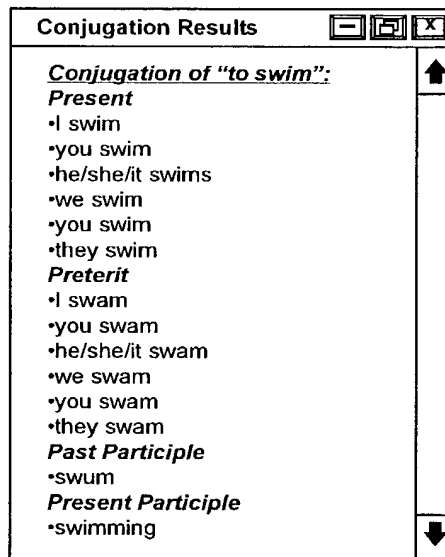 Conjugation Results
Conjugation of "to swim":
Present
•I swim
•you swim
•he/she/it swims
•we swim
•you swim
•they swim
Preterit
•I swam
•you swam
•he/she/it swam
•we swam
•you swam
•they swam
Past Participle
•swum
Present Participle
•swimming